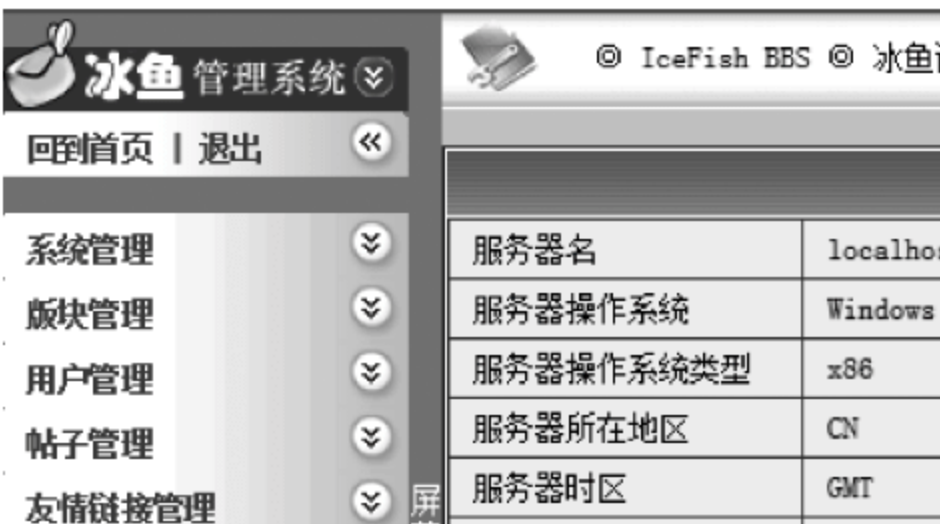 冰鱼管理系统
回到首页 | 退出
系统管理
版块管理
用户管理
帖子管理
友情链接管理
屏
◎ IceFish BBS ◎ 冰鱼
服务器名 localhos
服务器操作系统 Windows
服务器操作系统类型 x86
服务器所在地区 CN
服务器时区 GMT